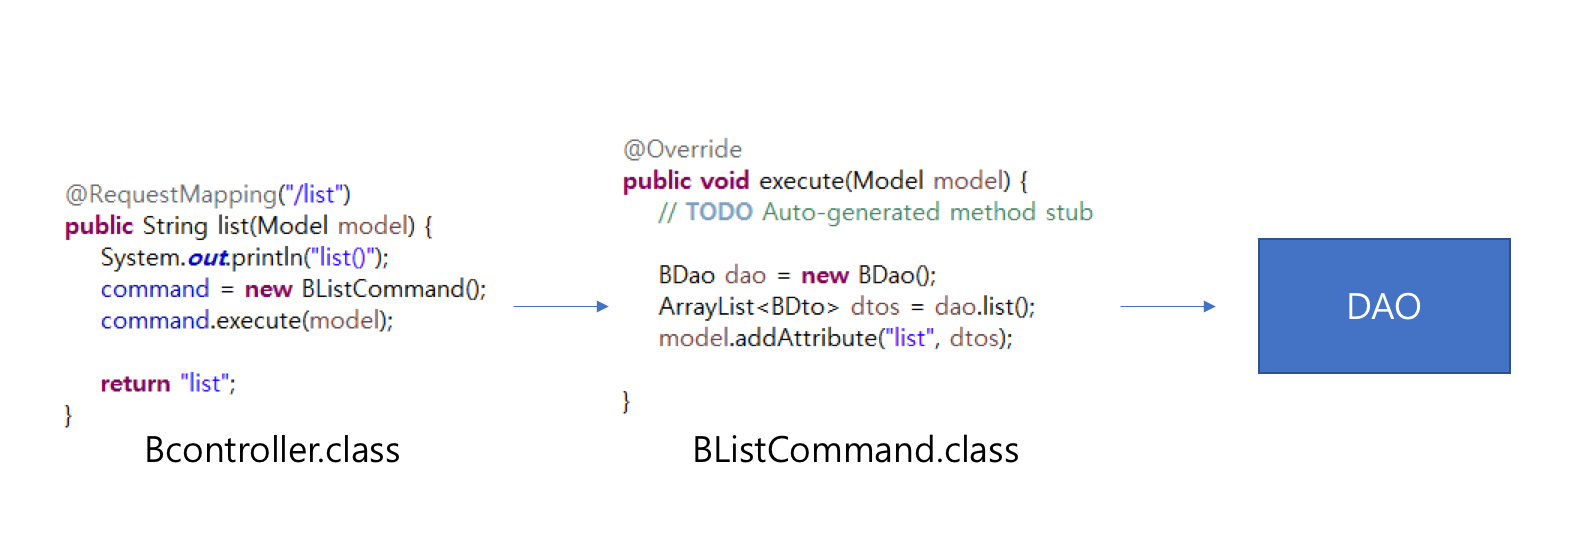 @RequestMapping("/list")
public String list(Model model) {
System.out.println("list()");
command = new BListCommand();
command.execute(model);
return "list";
}
Bcontroller.class
@Override
public void execute(Model model) {
// TODO Auto-generated method stub
BDao dao = new BDao();
ArrayList<BDto> dtos = dao.list();
model.addAttribute("list", dtos);
}
BListCommand.class
DAO